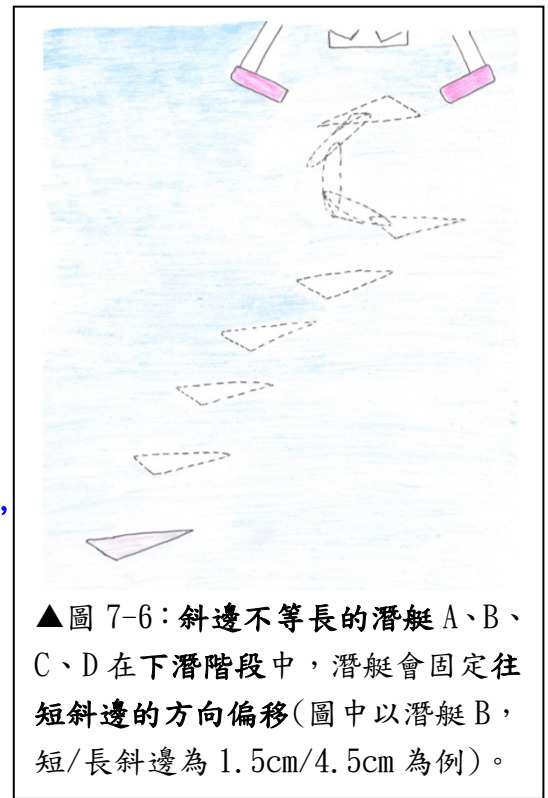 ，
▲圖 7-6：斜邊不等長的潛艇 A、B、
C、D 在下潛階段中，潛艇會固定往
短斜邊的方向偏移(圖中以潛艇 B，
短/長斜邊為 1.5cm/4.5cm 為例)。